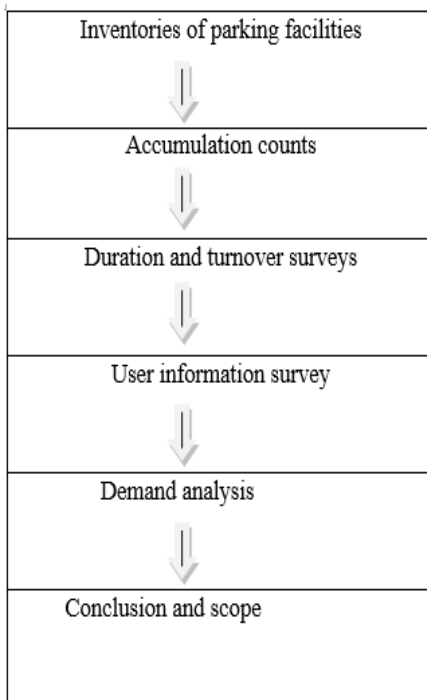 Inventories of parking facilities
Accumulation counts
Duration and turnover surveys
User information survey
Demand analysis
Conclusion and scope